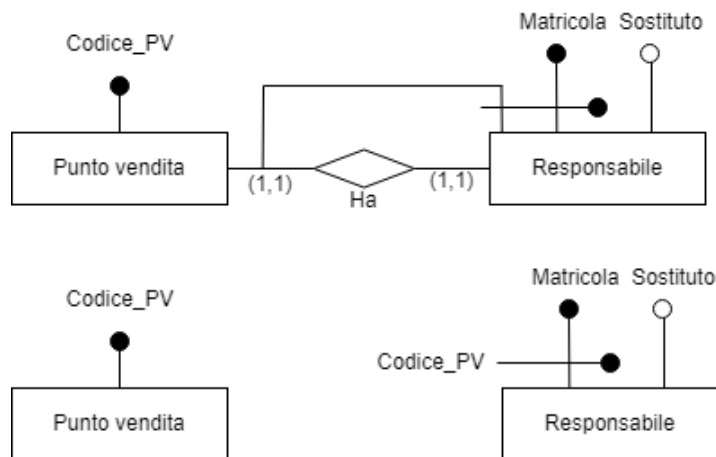 Matricola Sostituto
Codice_PV
Punto vendita
Responsabile
(1,1)
(1,1)
Ha
Matricola Sostituto
Codice_PV
Codice_PV
Punto vendita
Responsabile